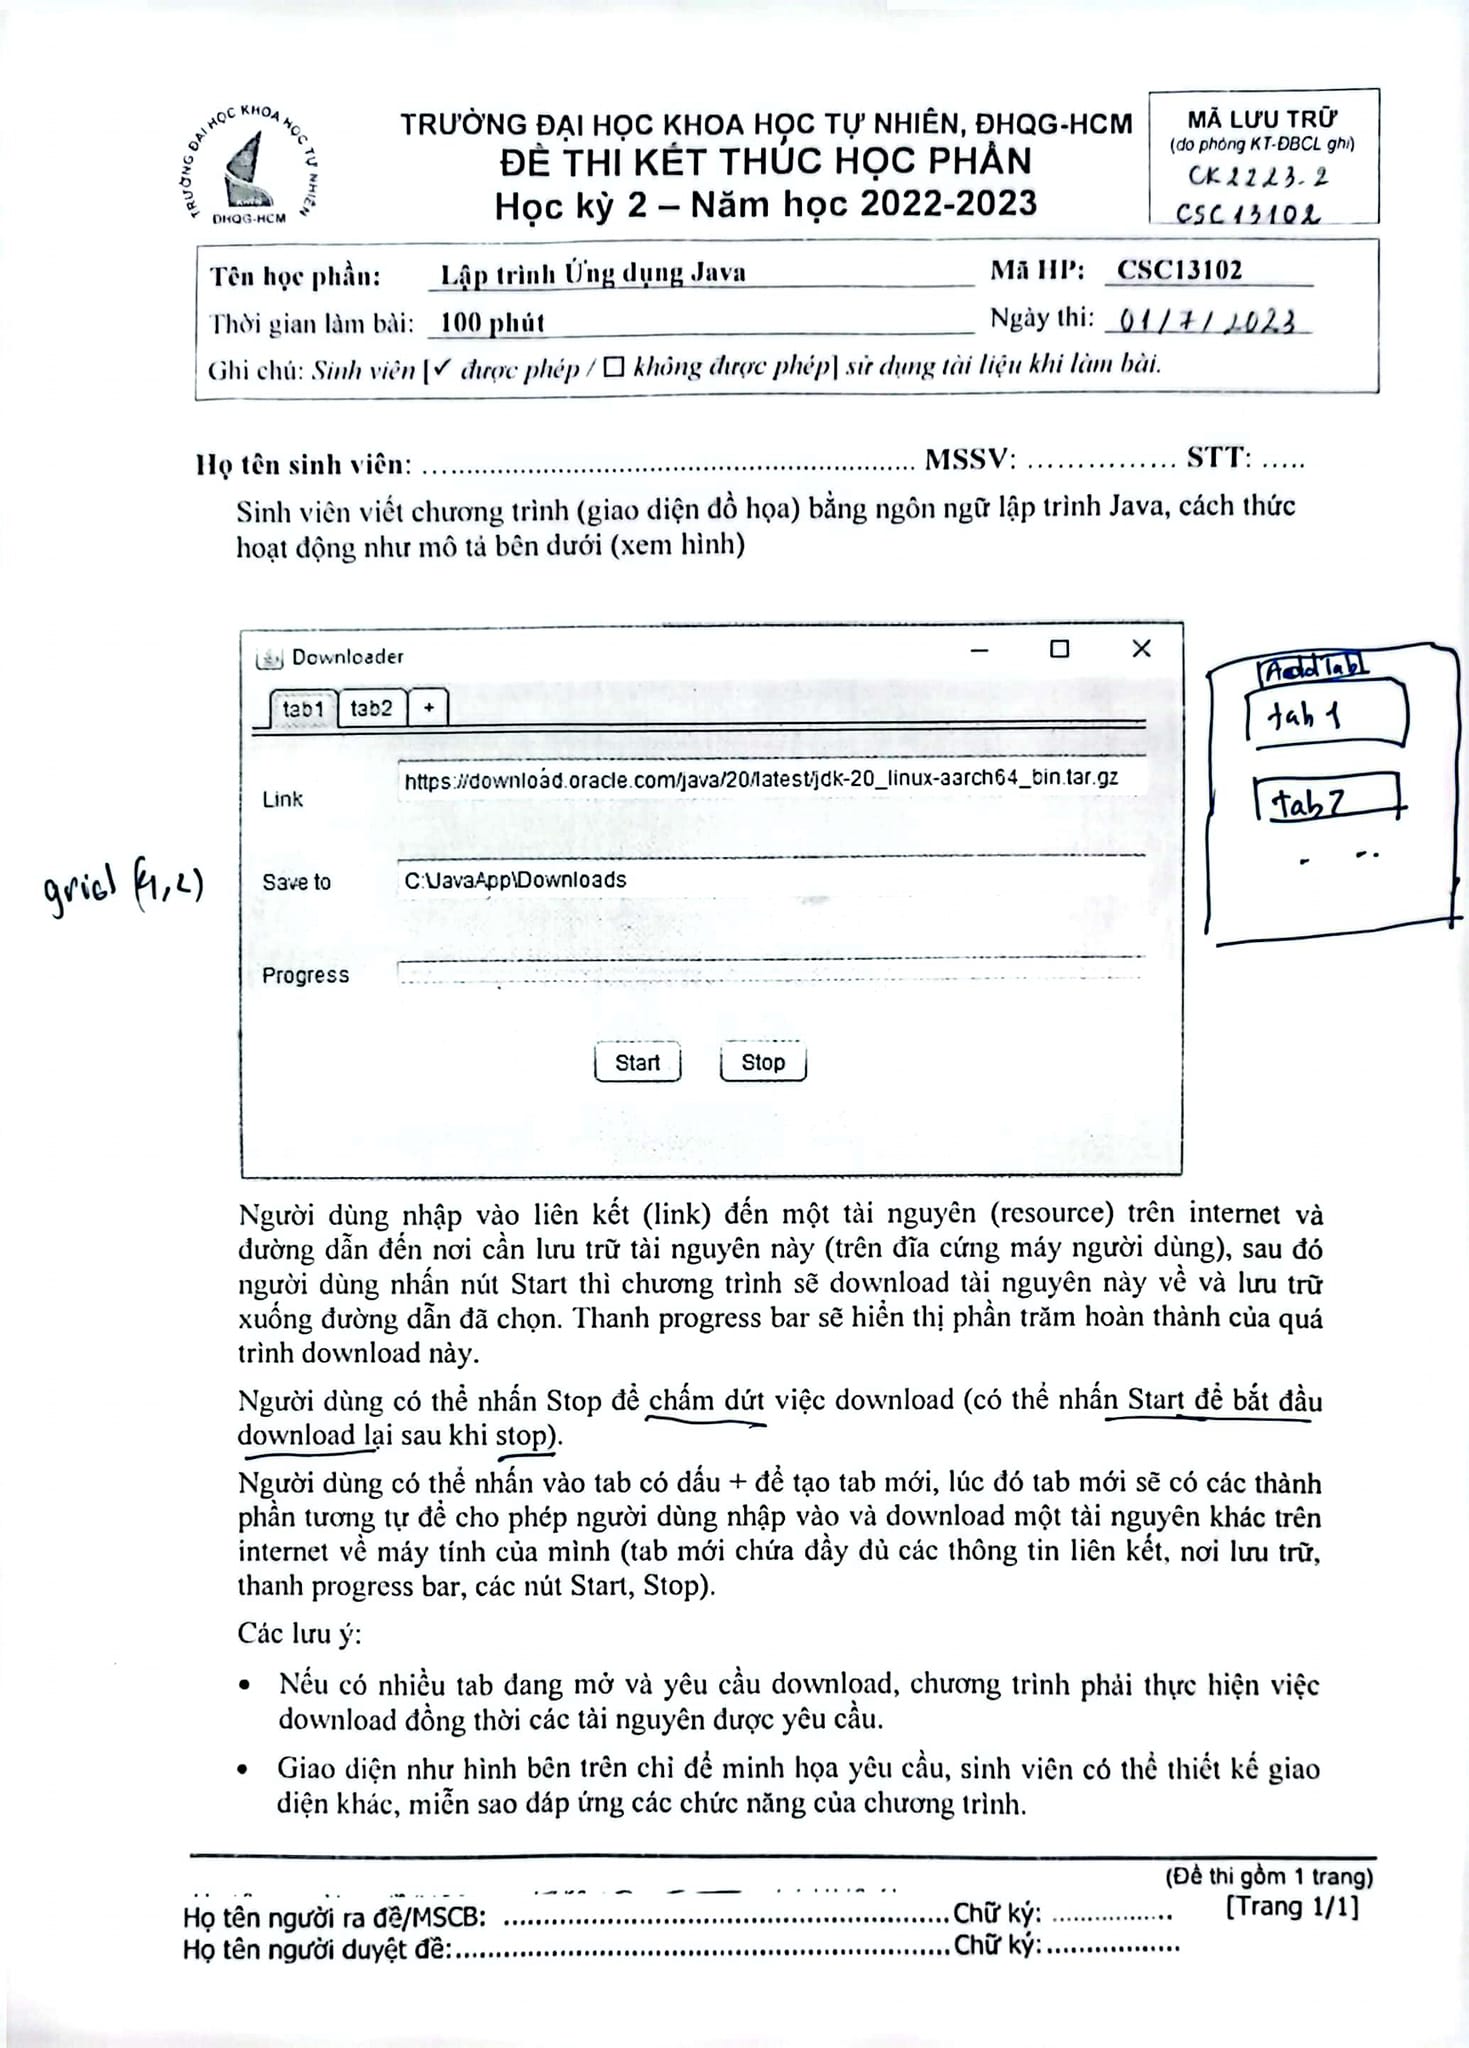 TRƯỜNG ĐẠI HỌC KHOA HỌC TỰ NHIÊN
ĐHQG-HCM
TRƯỜNG ĐẠI HỌC KHOA HỌC TỰ NHIÊN, ĐHQG-HCM
ĐỀ THI KẾT THÚC HỌC PHẦN
Học kỳ 2 – Năm học 2022-2023
MÃ LƯU TRỮ
(do phòng KT-ĐBCL ghi)
CK2223-2
CSC13102
Tên học phần: Lập trình Ứng dụng Java Mã HP: CSC13102
Thời gian làm bài: 100 phút Ngày thi: 01/7/2023
Ghi chú: Sinh viên [✓ được phép / ☐ không được phép] sử dụng tài liệu khi làm bài.
Họ tên sinh viên: ........................................................ MSSV: ............... STT: .....
Sinh viên viết chương trình (giao diện đồ họa) bằng ngôn ngữ lập trình Java, cách thức
hoạt động như mô tả bên dưới (xem hình)
Downloader
tab1 tab2 +
Link https://download.oracle.com/java/20/latest/jdk-20_linux-aarch64_bin.tar.gz
Save to C:\JavaApp\Downloads
Progress
Start Stop
Add Tab
tab 1
tab 2
grid (4,2)
Người dùng nhập vào liên kết (link) đến một tài nguyên (resource) trên internet và
đường dẫn đến nơi cần lưu trữ tài nguyên này (trên đĩa cứng máy người dùng), sau đó
người dùng nhấn nút Start thì chương trình sẽ download tài nguyên này về và lưu trữ
xuống đường dẫn đã chọn. Thanh progress bar sẽ hiển thị phần trăm hoàn thành của quá
trình download này.
Người dùng có thể nhấn Stop để chấm dứt việc download (có thể nhấn Start để bắt đầu
download lại sau khi stop).
Người dùng có thể nhấn vào tab có dấu + để tạo tab mới, lúc đó tab mới sẽ có các thành
phần tương tự để cho phép người dùng nhập vào và download một tài nguyên khác trên
internet về máy tính của mình (tab mới chứa đầy đủ các thông tin liên kết, nơi lưu trữ,
thanh progress bar, các nút Start, Stop).
Các lưu ý:
• Nếu có nhiều tab đang mở và yêu cầu download, chương trình phải thực hiện việc
download đồng thời các tài nguyên được yêu cầu.
• Giao diện như hình bên trên chỉ để minh họa yêu cầu, sinh viên có thể thiết kế giao
diện khác, miễn sao đáp ứng các chức năng của chương trình.
(Đề thi gồm 1 trang)
Họ tên người ra đề/MSCB: ................................................Chữ ký: ................ [Trang 1/1]
Họ tên người duyệt đề:....................................................Chữ ký:..................